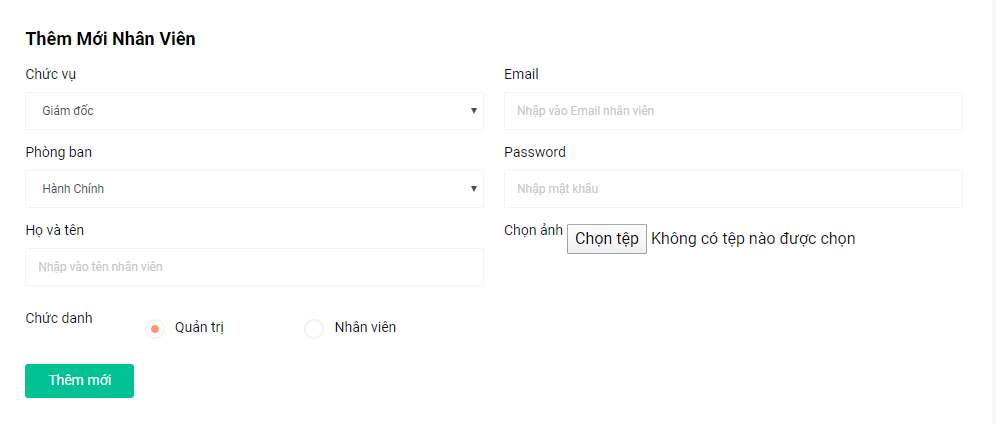 Thêm Mới Nhân Viên
Chức vụ
Giám đốc
Phòng ban
Hành Chính
Họ và tên
Nhập vào tên nhân viên
Email
Nhập vào Email nhân viên
Password
Nhập mật khẩu
Chọn ảnh Chọn tệp Không có tệp nào được chọn
Chức danh Quản trị Nhân viên
Thêm mới